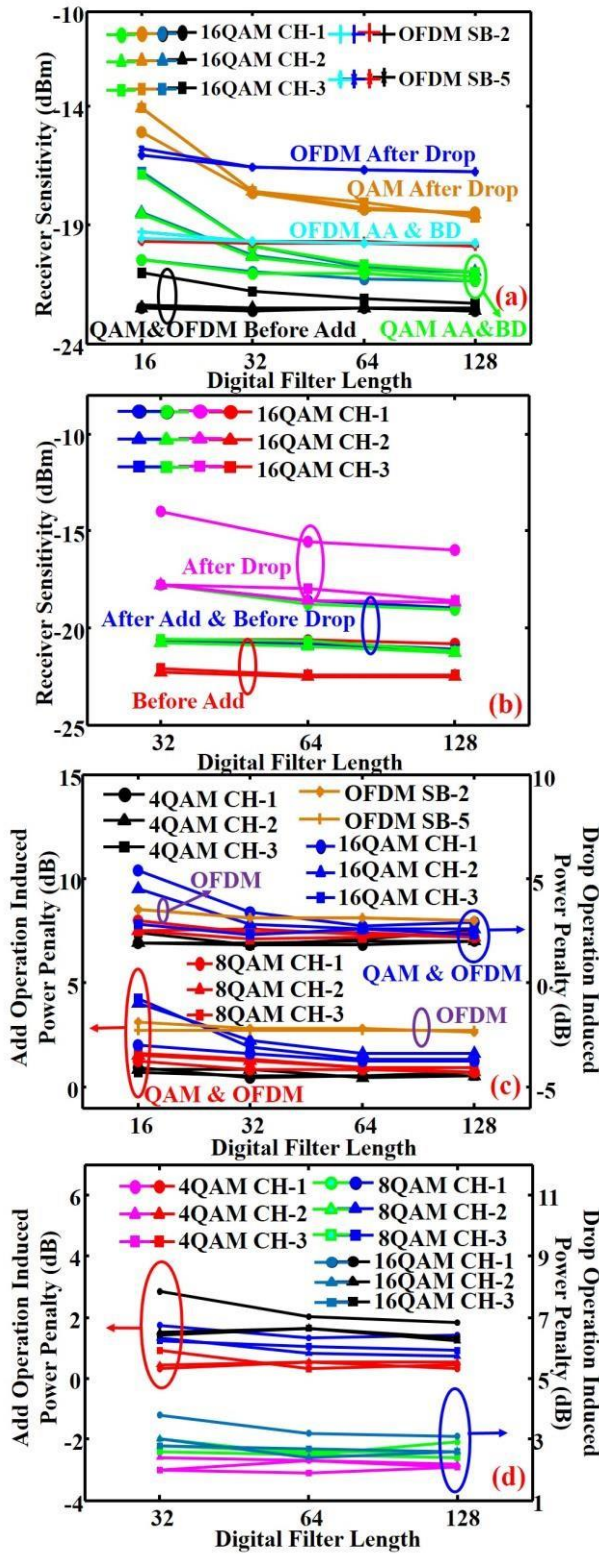 -10
-14
-19
-24
Receiver Sensitivity (dBm)
16QAM CH-1
16QAM CH-2
16QAM CH-3
OFDM SB-2
OFDM SB-5
OFDM After Drop
QAM After Drop
OFDM AA & BD
QAM&OFDM Before Add
QAM AA&BD
(a)
16 32 64 128
Digital Filter Length
-10
-15
-20
-25
Receiver Sensitivity (dBm)
16QAM CH-1
16QAM CH-2
16QAM CH-3
After Drop
After Add & Before Drop
Before Add
(b)
32 64 128
Digital Filter Length
15
10
5
0
Add Operation Induced
Power Penalty (dB)
4QAM CH-1
4QAM CH-2
4QAM CH-3
OFDM SB-2
OFDM SB-5
16QAM CH-1
16QAM CH-2
16QAM CH-3
OFDM
8QAM CH-1
8QAM CH-2
8QAM CH-3
QAM & OFDM
OFDM
QAM & OFDM
(c)
10
5
0
-5
Drop Operation Induced
Power Penalty (dB)
16 32 64 128
Digital Filter Length
6
4
2
0
-2
-4
Add Operation Induced
Power Penalty (dB)
4QAM CH-1
4QAM CH-2
4QAM CH-3
8QAM CH-1
8QAM CH-2
8QAM CH-3
16QAM CH-1
16QAM CH-2
16QAM CH-3
(d)
11
9
7
5
3
1
Drop Operation Induced
Power Penalty (dB)
32 64 128
Digital Filter Length